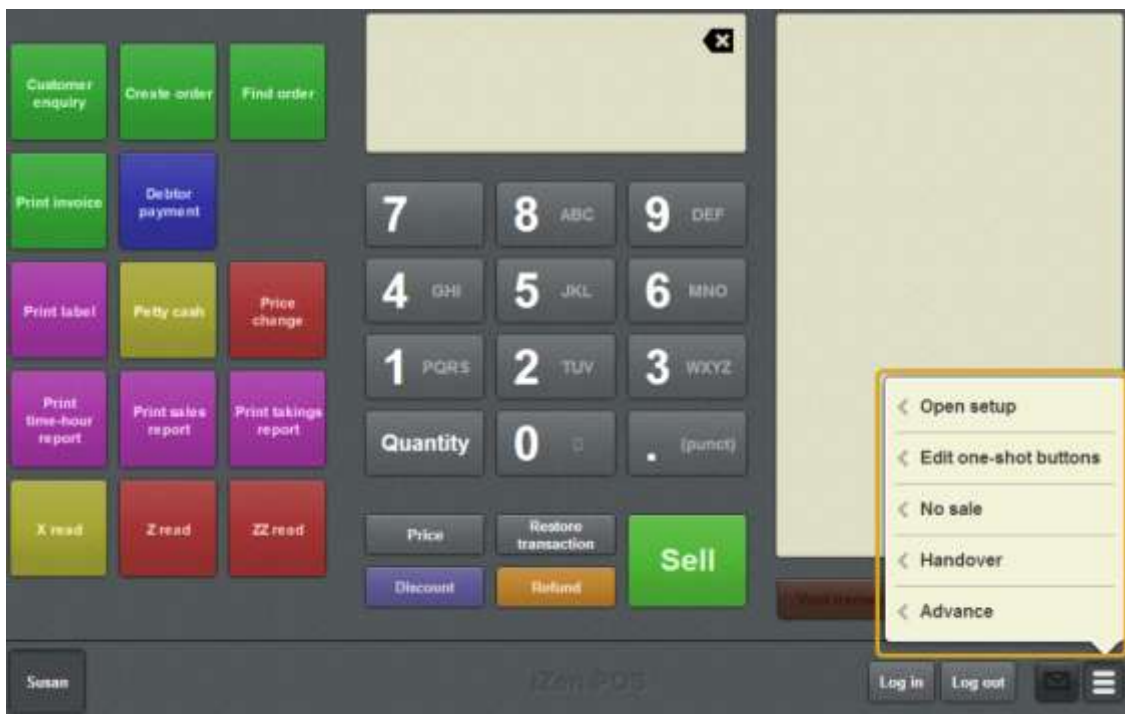 Customer
enquiry
Create order
Find order
Print invoice
Debtor
payment
Print label
Petty cash
Price
change
Print
time-hour
report
Print sales
report
Print takings
report
X read
Z read
ZZ read
7
8 ABC
9 DEF
4 GHI
5 JKL
6 MNO
1 PQRS
2 TUV
3 WXYZ
Quantity
0
. (punct)
Price
Restore
transaction
Discount
Refund
Sell
Open setup
Edit one-shot buttons
No sale
Handover
Advance
Susan
Log in
Log out